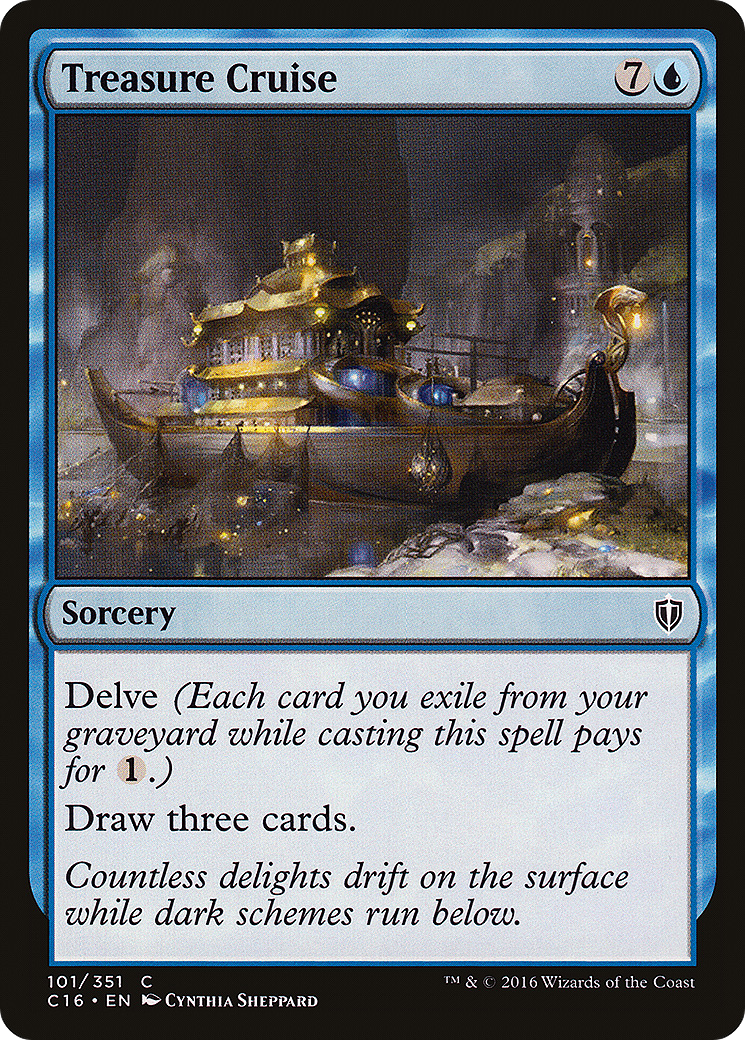 Treasure Cruise 7
Sorcery
Delve (Each card you exile from your
graveyard while casting this spell pays
for 1.)
Draw three cards.
Countless delights drift on the surface
while dark schemes run below.
101/351 C
C16 • EN Cynthia Sheppard
™ & © 2016 Wizards of the Coast